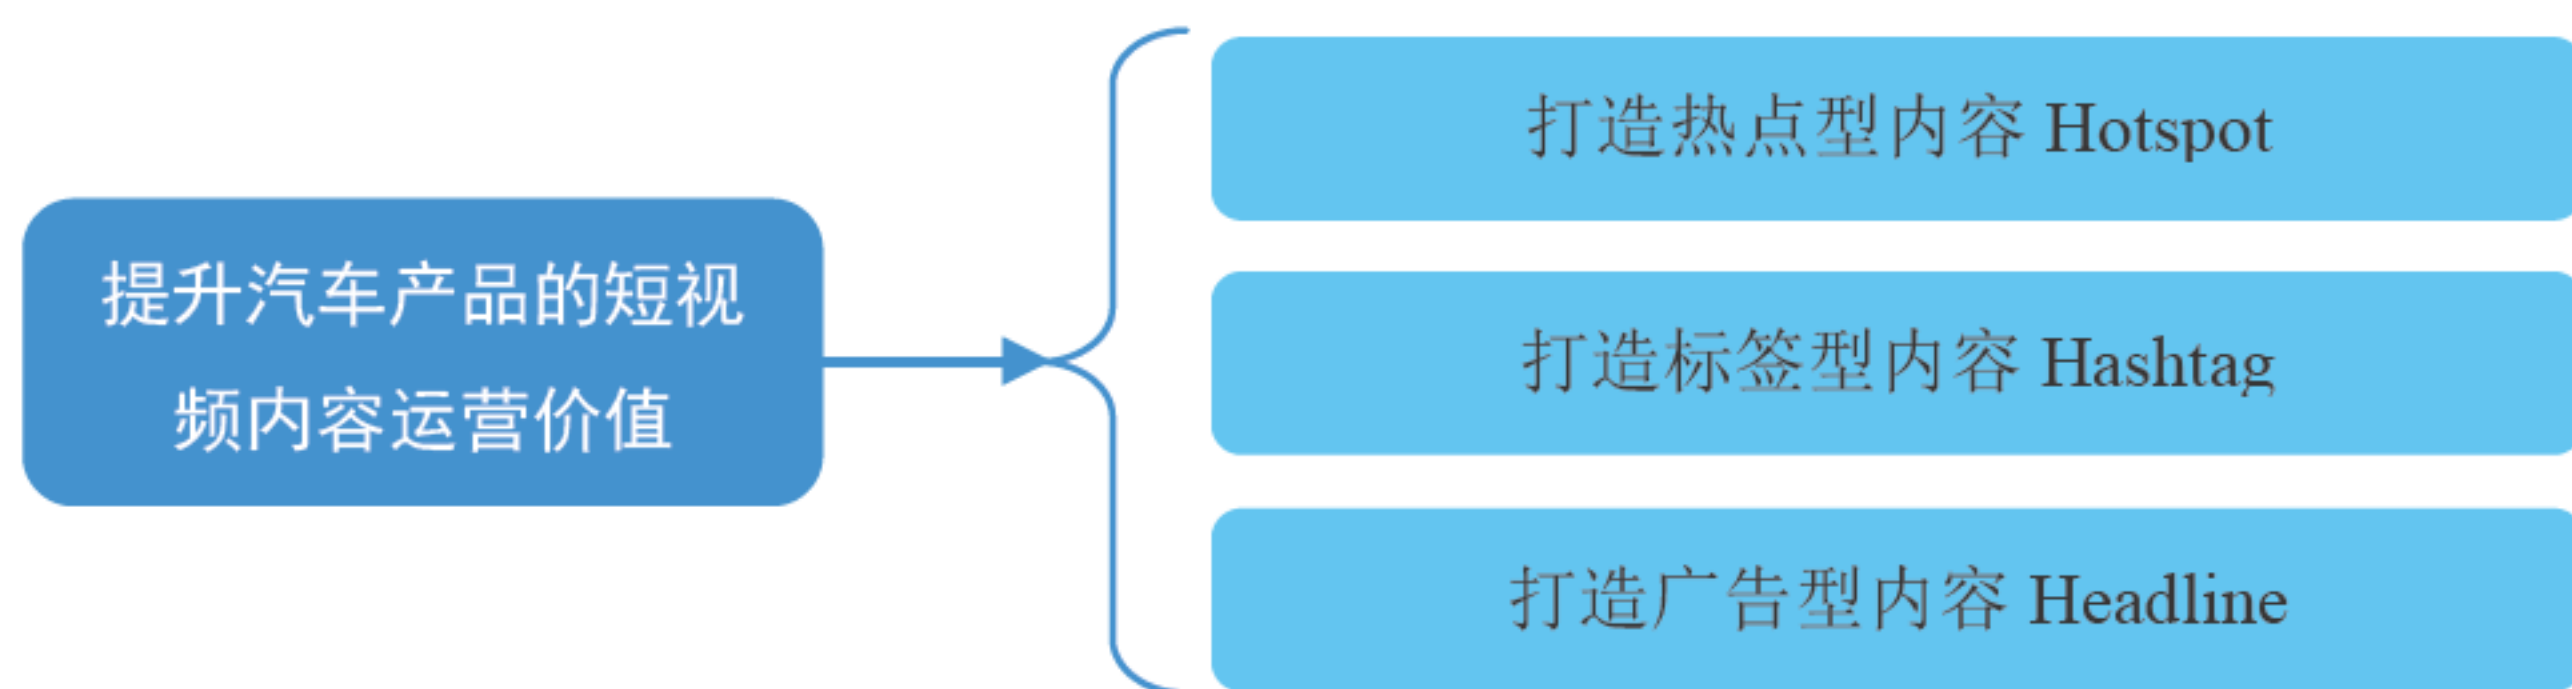 提升汽车产品的短视
频内容运营价值
打造热点型内容 Hotspot
打造标签型内容 Hashtag
打造广告型内容 Headline